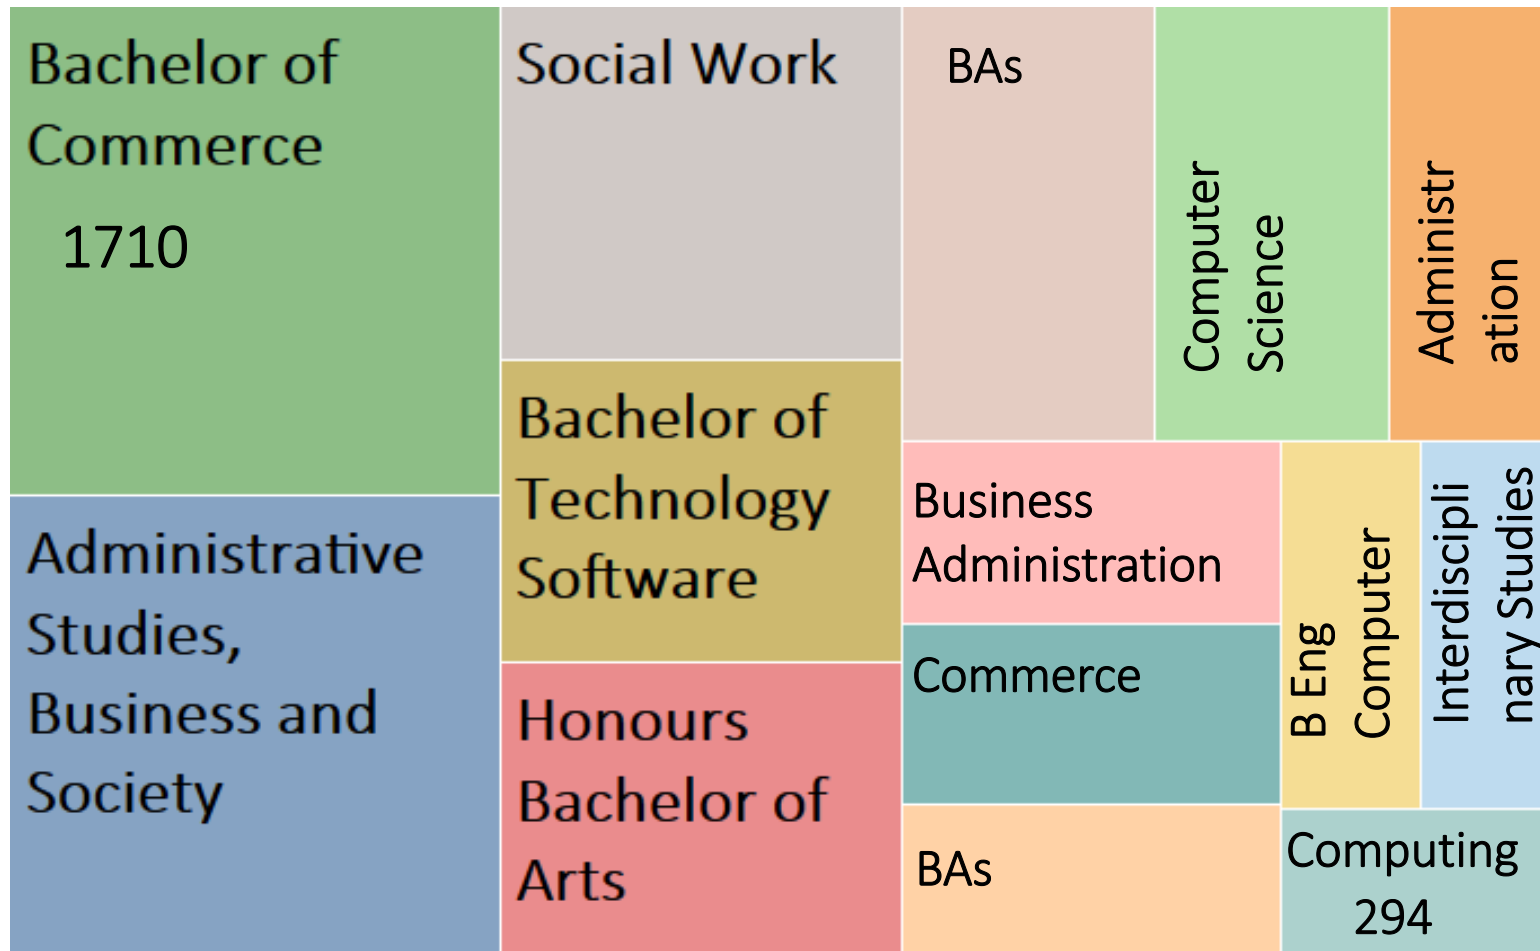 Bachelor of
Commerce
1710
Administrative
Studies,
Business and
Society
Social Work
Bachelor of
Technology
Software
Honours
Bachelor of
Arts
BAs
Computer
Science
Administr
ation
Business
Administration
Commerce
BAs
B Eng
Computer
Interdiscipli
nary Studies
Computing
294